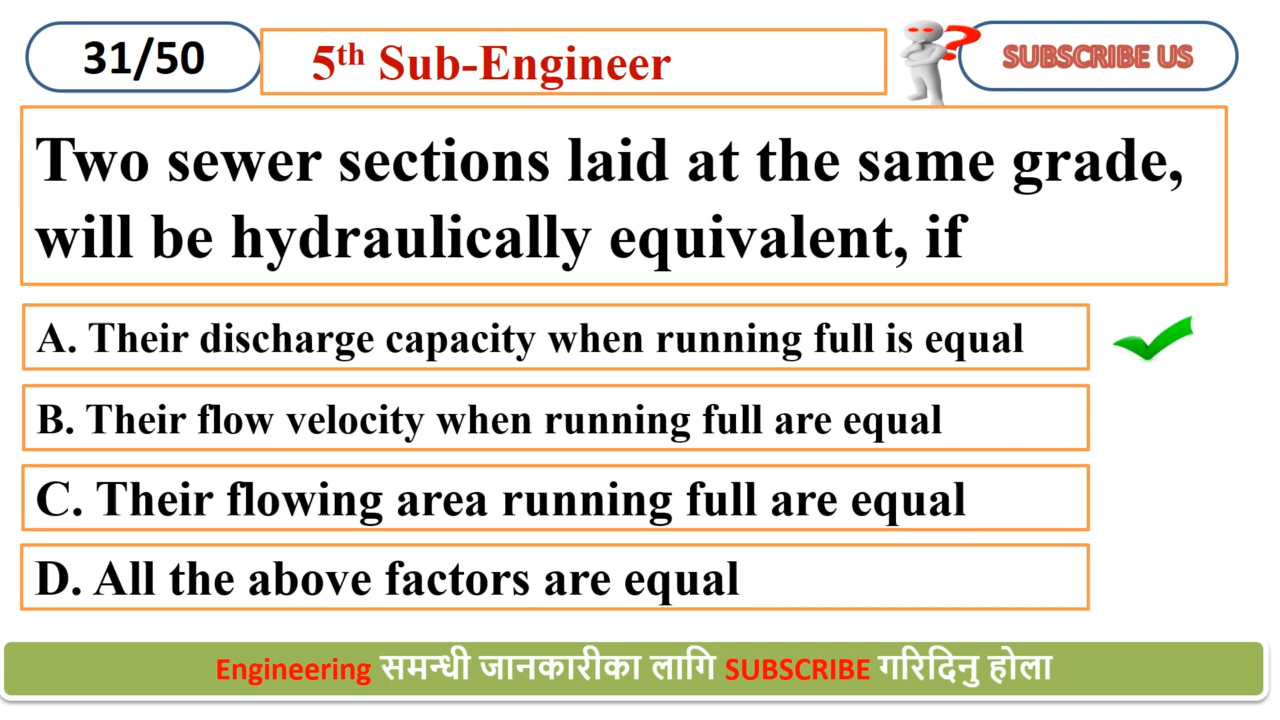 31/50
5th Sub-Engineer
?
SUBSCRIBE US
Two sewer sections laid at the same grade,
will be hydraulically equivalent, if
A. Their discharge capacity when running full is equal
B. Their flow velocity when running full are equal
C. Their flowing area running full are equal
D. All the above factors are equal
Engineering समन्धी जानकारीका लागि SUBSCRIBE गरिदिनु होला